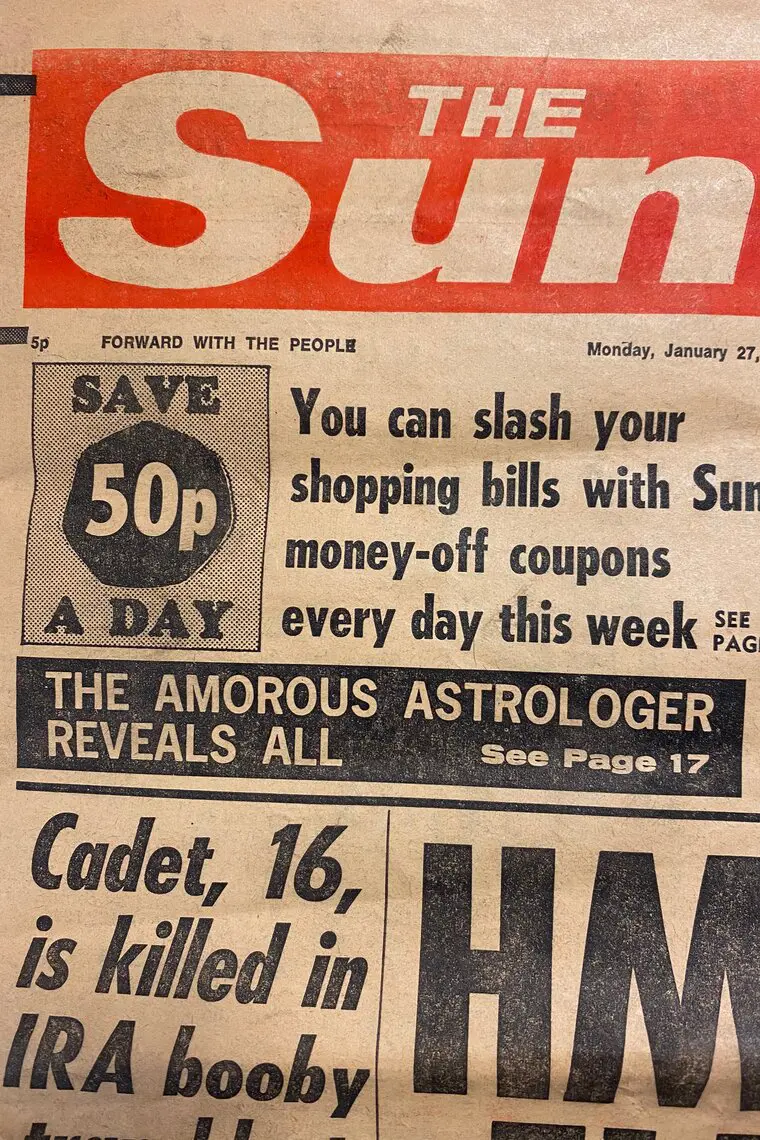 THE
Sun
5p FORWARD WITH THE PEOPLE Monday, January 27,
SAVE
50p
A DAY
You can slash your
shopping bills with Sun
money-off coupons
every day this week
SEE
THE AMOROUS ASTROLOGER
REVEALS ALL See Page 17
Cadet, 16,
is killed in
IRA booby
HM